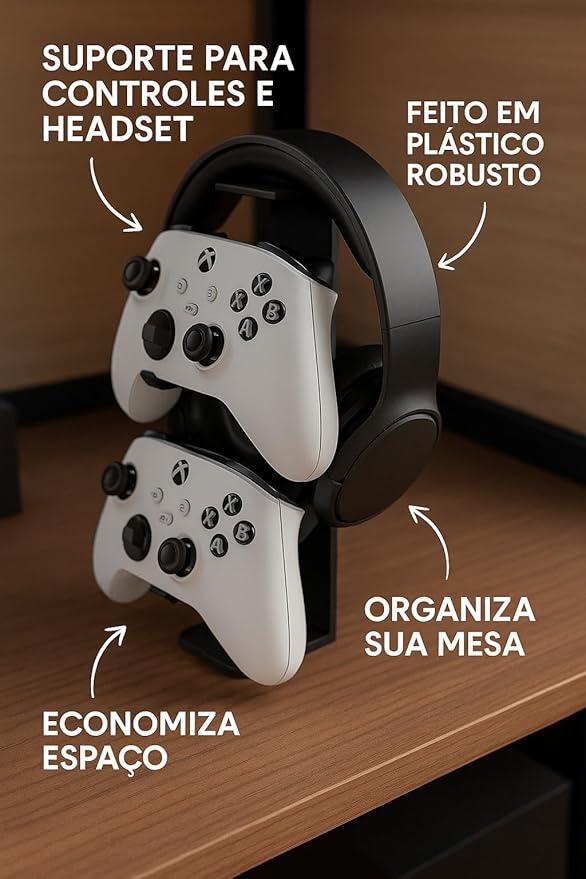 SUPORTE PARA
CONTROLES E
HEADSET
FEITO EM
PLÁSTICO
ROBUSTO
X
X
B
A
X
X
B
A
ORGANIZA
SUA MESA
ECONOMIZA
ESPAÇO